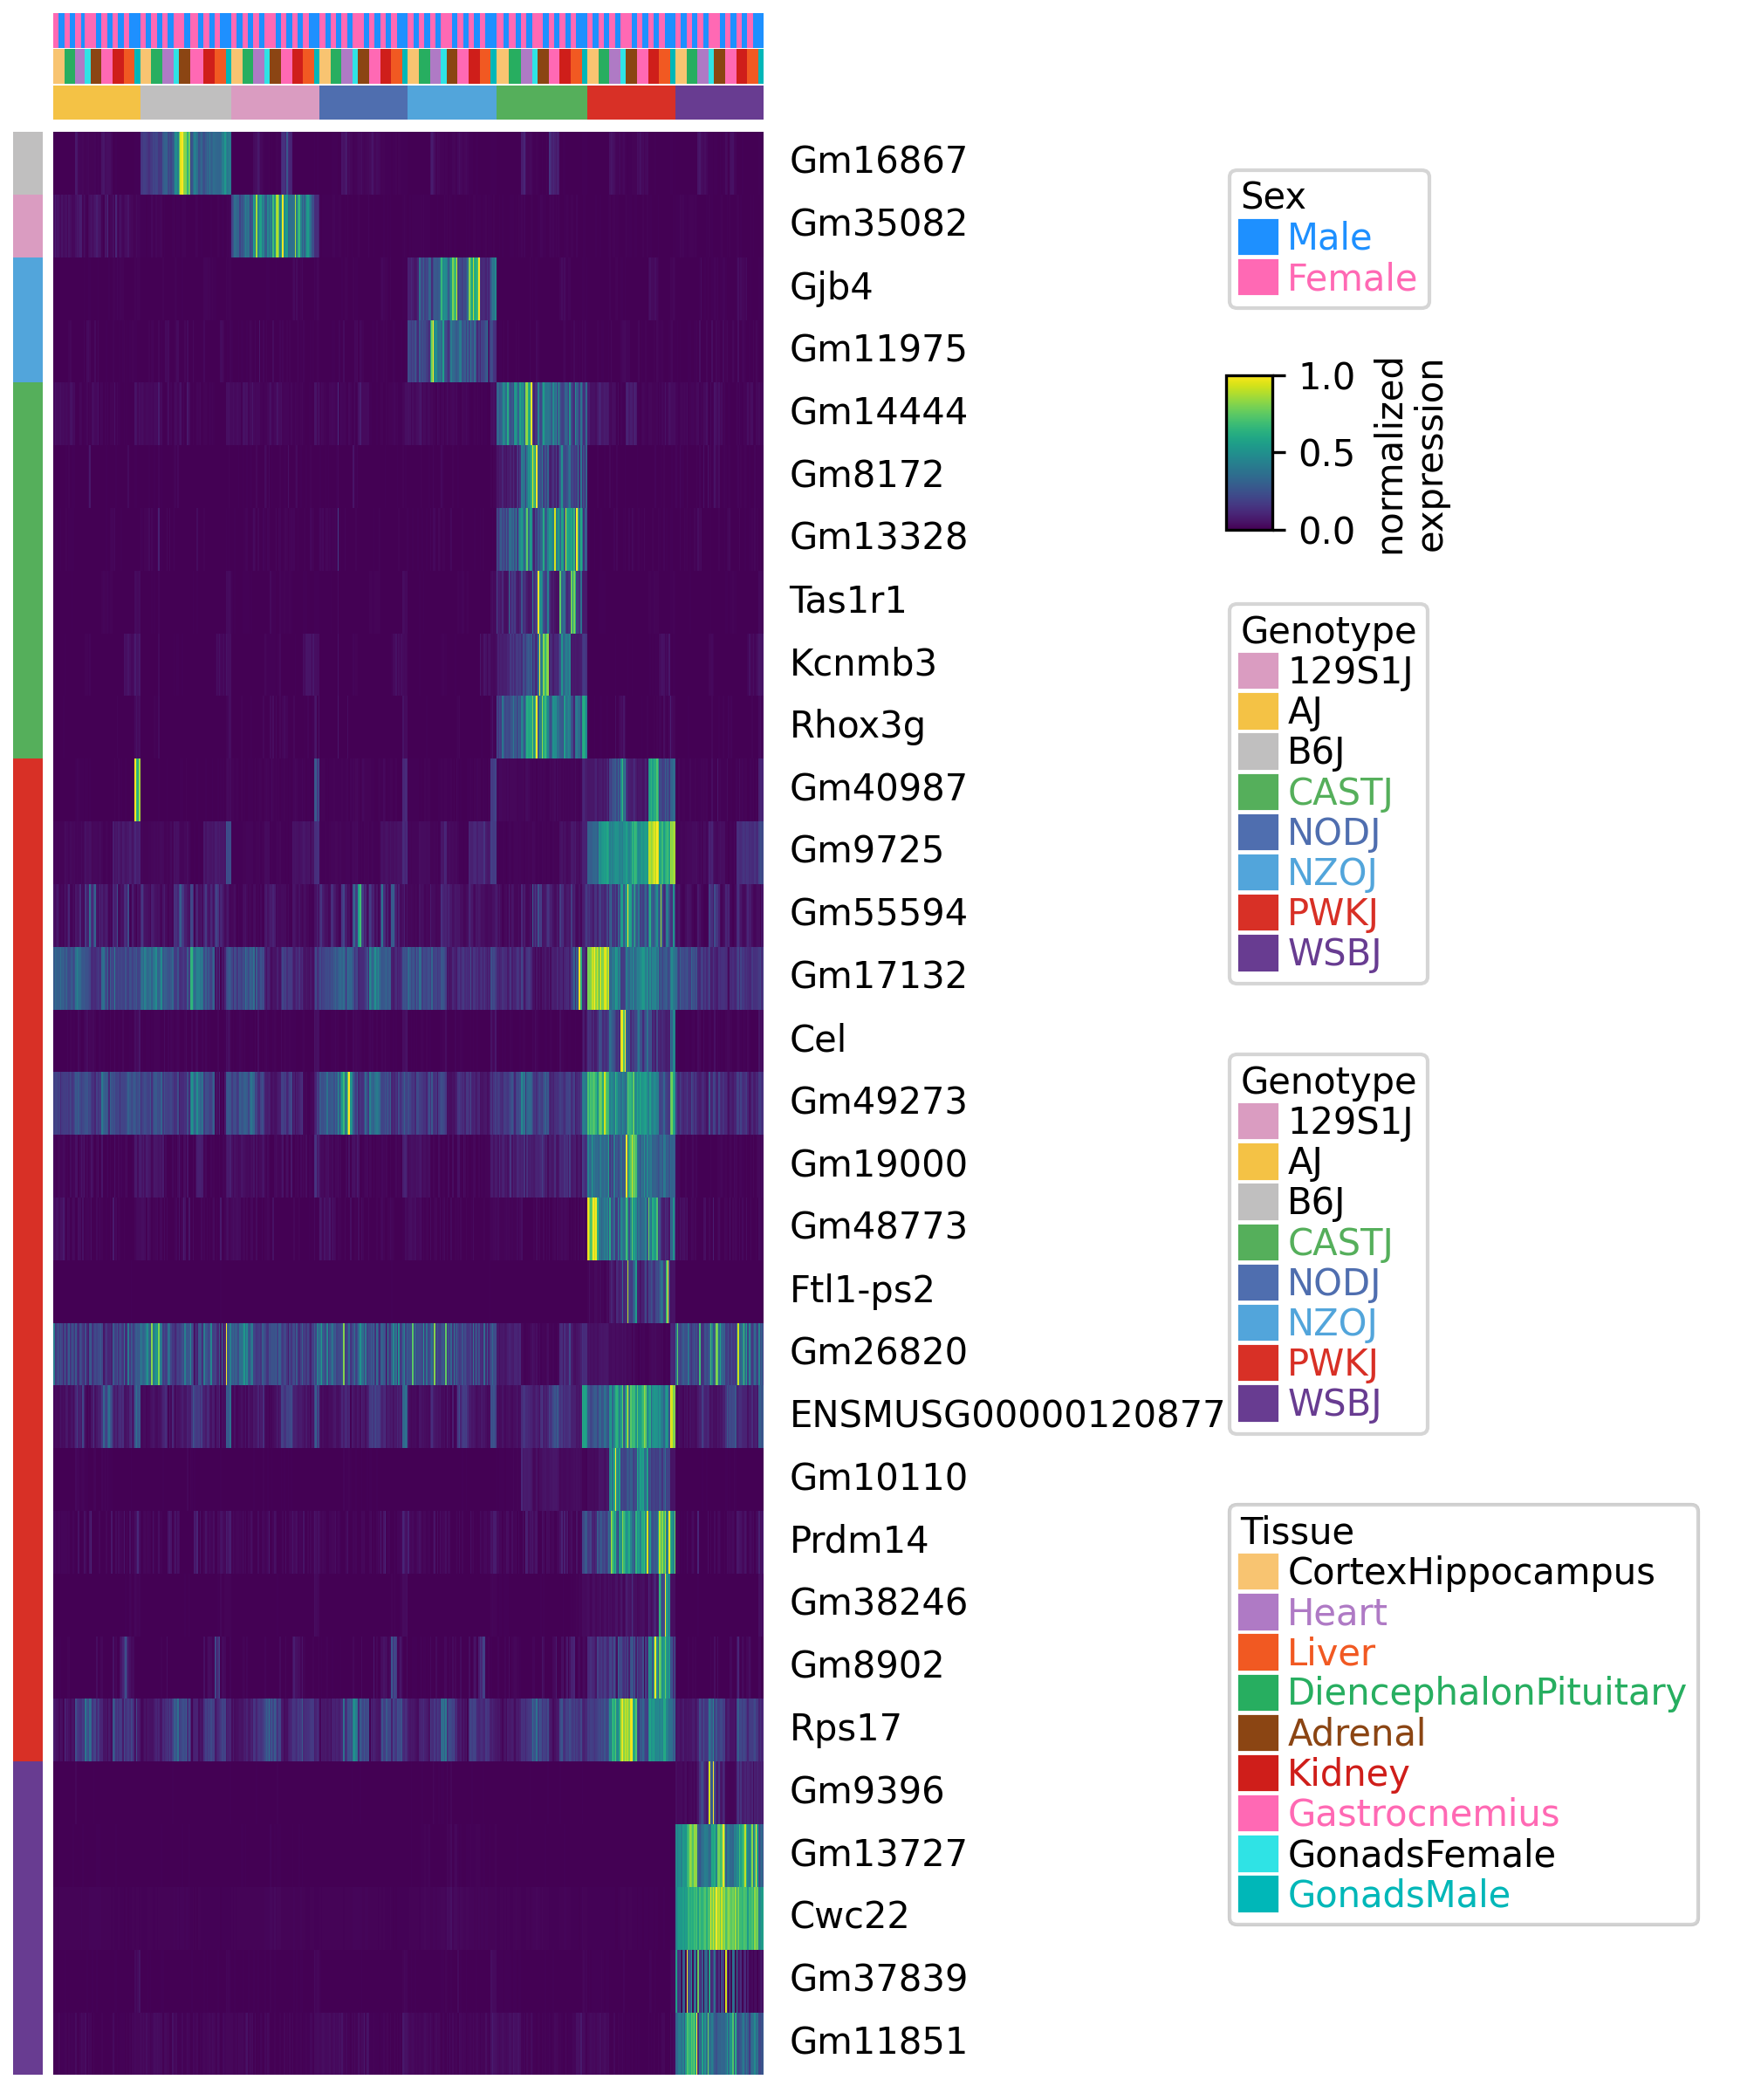 Gm16867
Gm35082
Gjb4
Gm11975
Gm14444
Gm8172
Gm13328
Tas1r1
Kcnmb3
Rhox3g
Gm40987
Gm9725
Gm55594
Gm17132
Cel
Gm49273
Gm19000
Gm48773
Ftl1-ps2
Gm26820
ENSMUSG00000120877
Gm10110
Prdm14
Gm38246
Gm8902
Rps17
Gm9396
Gm13727
Cwc22
Gm37839
Gm11851
Sex
Male
Female
1.0
0.5
0.0
normalized
expression
Genotype
129S1J
AJ
B6J
CASTJ
NODJ
NZOJ
PWKJ
WSBJ
Genotype
129S1J
AJ
B6J
CASTJ
NODJ
NZOJ
PWKJ
WSBJ
Tissue
CortexHippocampus
Heart
Liver
DiencephalonPituitary
Adrenal
Kidney
Gastrocnemius
GonadsFemale
GonadsMale